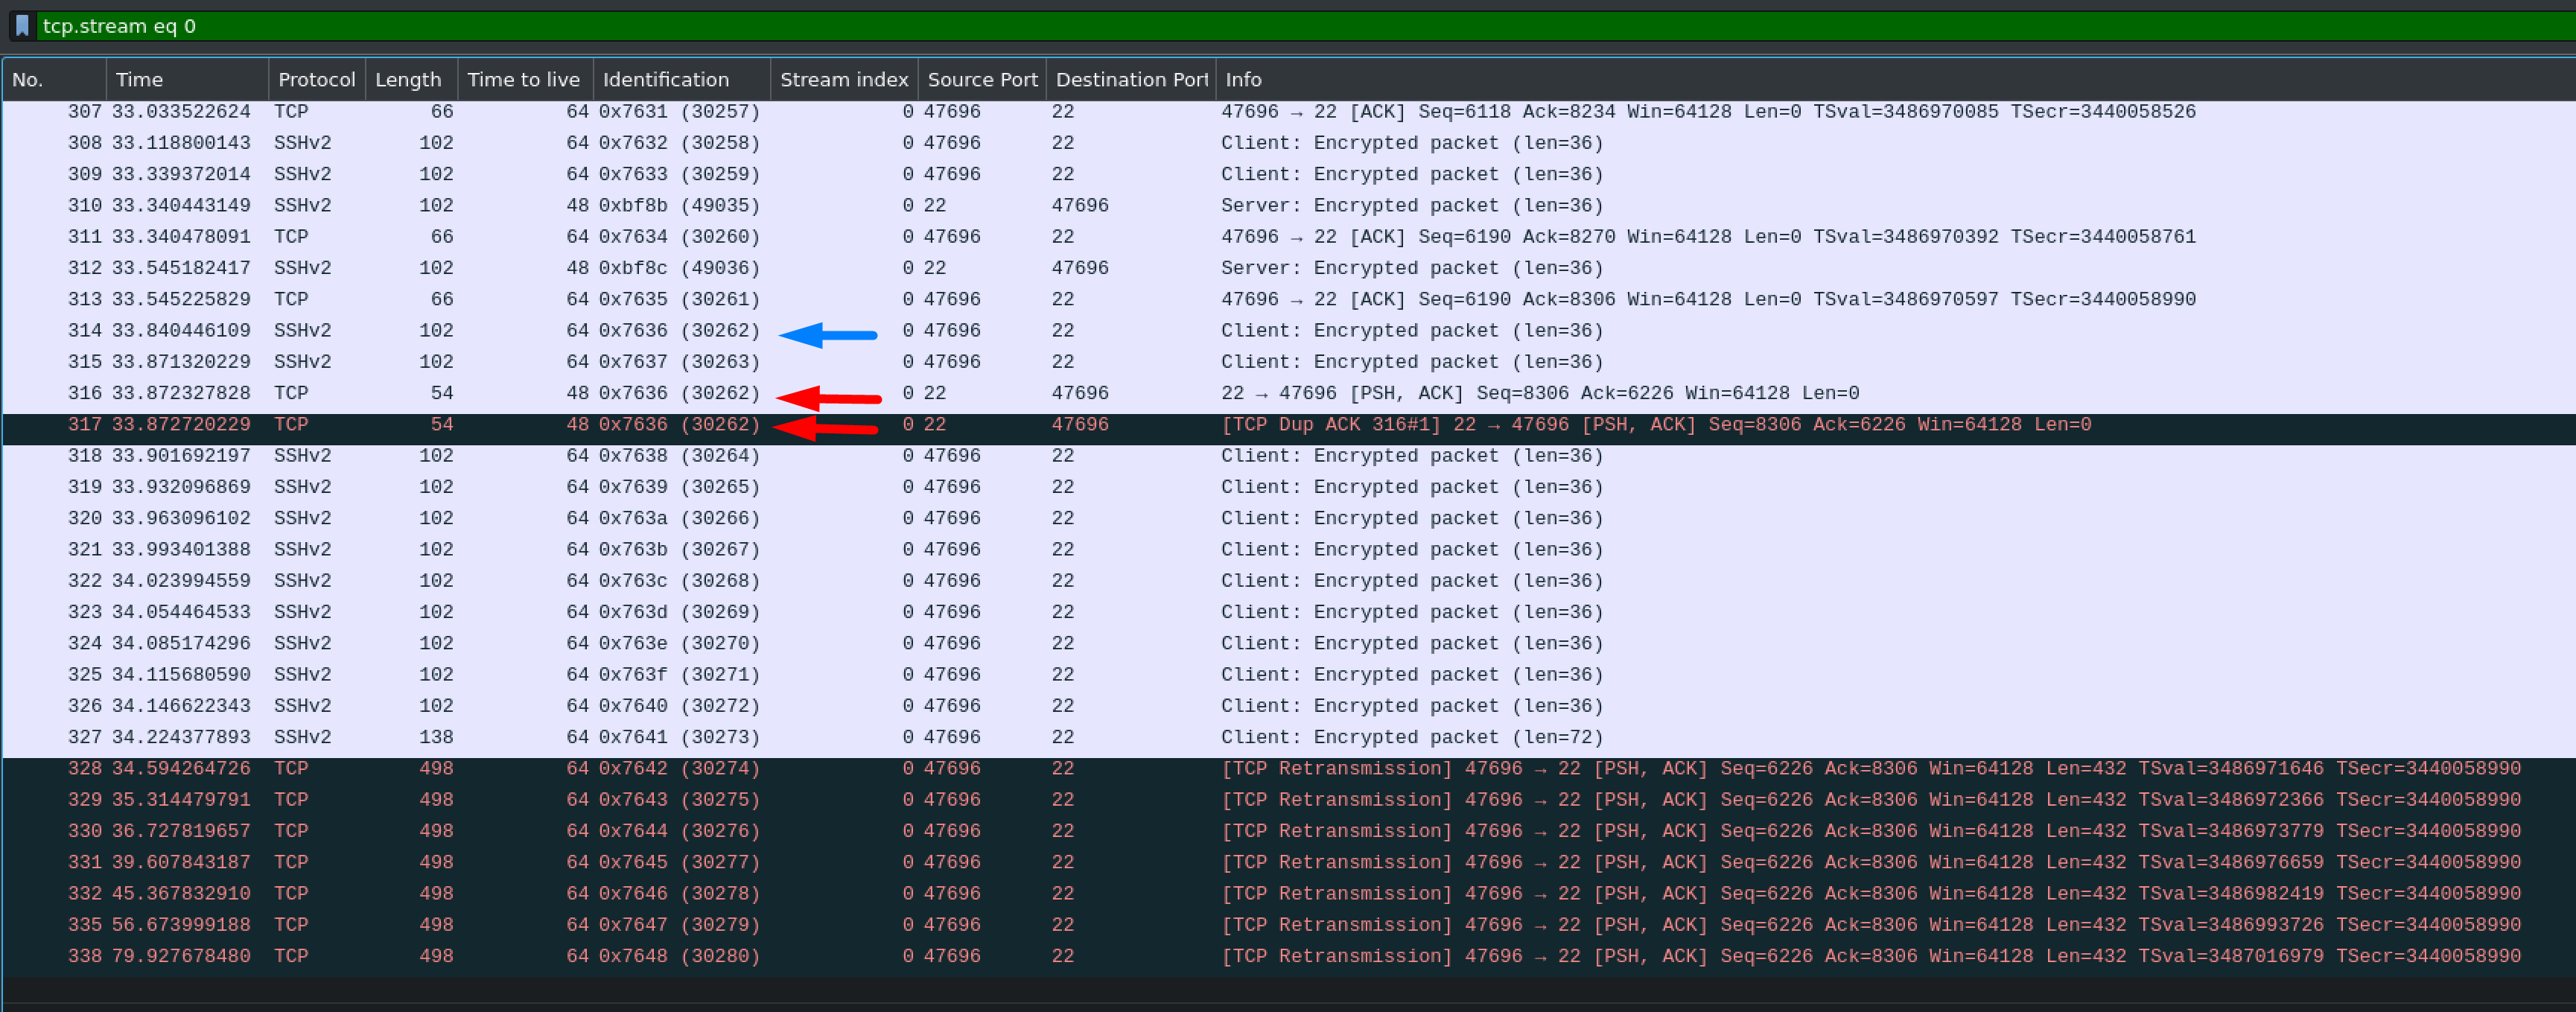 tcp.stream eq 0
No. Time Protocol Length Time to live Identification Stream index Source Port Destination Port Info
307 33.033522624 TCP 66 64 0x7631 (30257) 0 47696 22 47696 → 22 [ACK] Seq=6118 Ack=8234 Win=64128 Len=0 TSval=3486970085 TSecr=3440058526
308 33.118800143 SSHv2 102 64 0x7632 (30258) 0 47696 22 Client: Encrypted packet (len=36)
309 33.339372014 SSHv2 102 64 0x7633 (30259) 0 47696 22 Client: Encrypted packet (len=36)
310 33.340443149 SSHv2 102 48 0xbf8b (49035) 0 22 47696 Server: Encrypted packet (len=36)
311 33.340478091 TCP 66 64 0x7634 (30260) 0 47696 22 47696 → 22 [ACK] Seq=6190 Ack=8270 Win=64128 Len=0 TSval=3486970392 TSecr=3440058761
312 33.545182417 SSHv2 102 48 0xbf8c (49036) 0 22 47696 Server: Encrypted packet (len=36)
313 33.545225829 TCP 66 64 0x7635 (30261) 0 47696 22 47696 → 22 [ACK] Seq=6190 Ack=8306 Win=64128 Len=0 TSval=3486970597 TSecr=3440058990
314 33.840446109 SSHv2 102 64 0x7636 (30262) 0 47696 22 Client: Encrypted packet (len=36)
315 33.871320229 SSHv2 102 64 0x7637 (30263) 0 47696 22 Client: Encrypted packet (len=36)
316 33.872327828 TCP 54 48 0x7636 (30262) 0 22 47696 22 → 47696 [PSH, ACK] Seq=8306 Ack=6226 Win=64128 Len=0
317 33.872720229 TCP 54 48 0x7636 (30262) 0 22 47696 [TCP Dup ACK 316#1] 22 → 47696 [PSH, ACK] Seq=8306 Ack=6226 Win=64128 Len=0
318 33.901692197 SSHv2 102 64 0x7638 (30264) 0 47696 22 Client: Encrypted packet (len=36)
319 33.932096869 SSHv2 102 64 0x7639 (30265) 0 47696 22 Client: Encrypted packet (len=36)
320 33.963096102 SSHv2 102 64 0x763a (30266) 0 47696 22 Client: Encrypted packet (len=36)
321 33.993401388 SSHv2 102 64 0x763b (30267) 0 47696 22 Client: Encrypted packet (len=36)
322 34.023994559 SSHv2 102 64 0x763c (30268) 0 47696 22 Client: Encrypted packet (len=36)
323 34.054464533 SSHv2 102 64 0x763d (30269) 0 47696 22 Client: Encrypted packet (len=36)
324 34.085174296 SSHv2 102 64 0x763e (30270) 0 47696 22 Client: Encrypted packet (len=36)
325 34.115680590 SSHv2 102 64 0x763f (30271) 0 47696 22 Client: Encrypted packet (len=36)
326 34.146622343 SSHv2 102 64 0x7640 (30272) 0 47696 22 Client: Encrypted packet (len=36)
327 34.224377893 SSHv2 138 64 0x7641 (30273) 0 47696 22 Client: Encrypted packet (len=72)
328 34.594264726 TCP 498 64 0x7642 (30274) 0 47696 22 [TCP Retransmission] 47696 → 22 [PSH, ACK] Seq=6226 Ack=8306 Win=64128 Len=432 TSval=3486971646 TSecr=3440058990
329 35.314479791 TCP 498 64 0x7643 (30275) 0 47696 22 [TCP Retransmission] 47696 → 22 [PSH, ACK] Seq=6226 Ack=8306 Win=64128 Len=432 TSval=3486972366 TSecr=3440058990
330 36.727819657 TCP 498 64 0x7644 (30276) 0 47696 22 [TCP Retransmission] 47696 → 22 [PSH, ACK] Seq=6226 Ack=8306 Win=64128 Len=432 TSval=3486973779 TSecr=3440058990
331 39.607843187 TCP 498 64 0x7645 (30277) 0 47696 22 [TCP Retransmission] 47696 → 22 [PSH, ACK] Seq=6226 Ack=8306 Win=64128 Len=432 TSval=3486976659 TSecr=3440058990
332 45.367832910 TCP 498 64 0x7646 (30278) 0 47696 22 [TCP Retransmission] 47696 → 22 [PSH, ACK] Seq=6226 Ack=8306 Win=64128 Len=432 TSval=3486982419 TSecr=3440058990
335 56.673999188 TCP 498 64 0x7647 (30279) 0 47696 22 [TCP Retransmission] 47696 → 22 [PSH, ACK] Seq=6226 Ack=8306 Win=64128 Len=432 TSval=3486993726 TSecr=3440058990
338 79.927678480 TCP 498 64 0x7648 (30280) 0 47696 22 [TCP Retransmission] 47696 → 22 [PSH, ACK] Seq=6226 Ack=8306 Win=64128 Len=432 TSval=3487016979 TSecr=3440058990